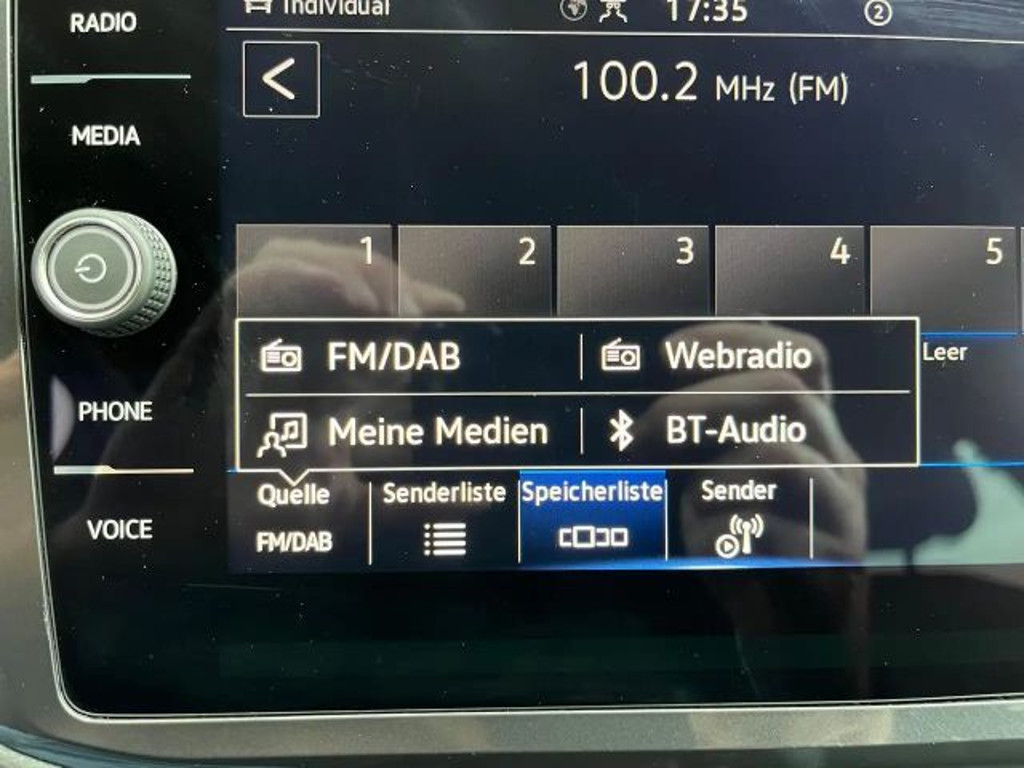 RADIO
MEDIA
PHONE
VOICE
Individual
17:35
2
100.2 MHz (FM)
1 2 3 4 5
FM/DAB Webradio
Leer
Meine Medien BT-Audio
Quelle Senderliste Speicherliste Sender
FM/DAB